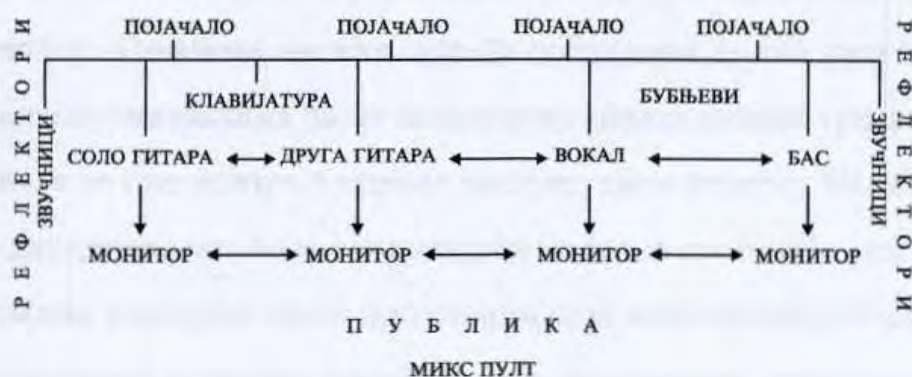 ПОЈАЧАЛО ПОЈАЧАЛО ПОЈАЧАЛО ПОЈАЧАЛО
КЛАВИЈАТУРА БУБЊЕВИ
СОЛО ГИТАРА ДРУГА ГИТАРА ВОКАЛ БАС
МОНИТОР МОНИТОР МОНИТОР МОНИТОР
П У Б Л И К А
МИКС ПУЛТ
РЕФЛЕКТОРИ
ЗВУЧНИЦИ
ЗВУЧНИЦИ
РЕФЛЕКТОРИ